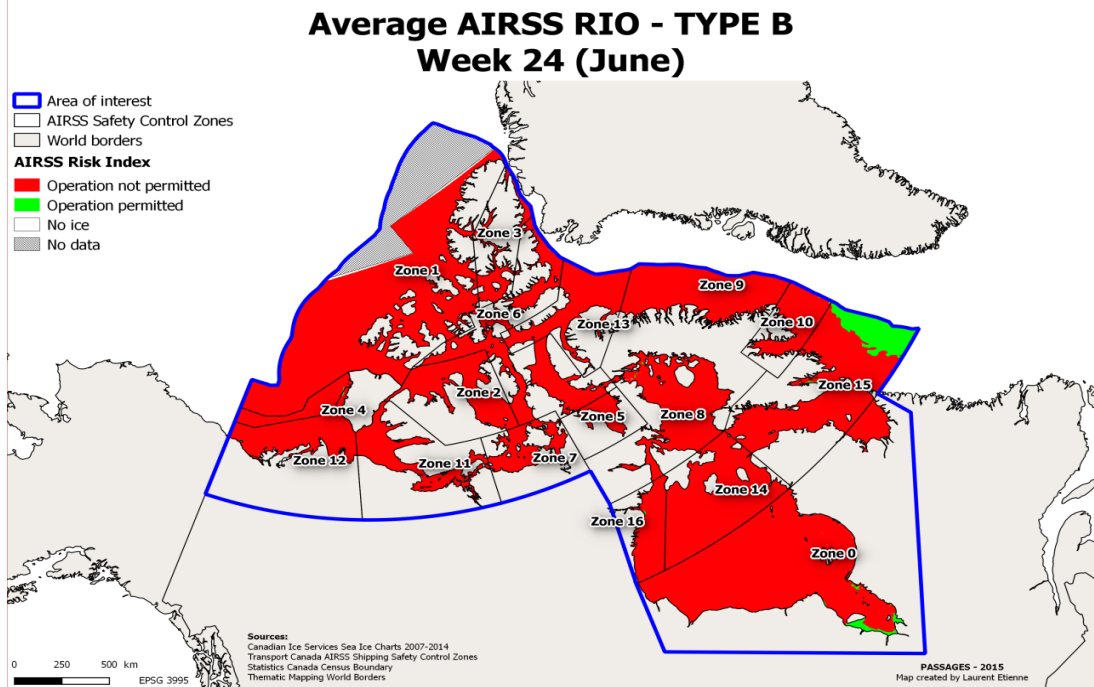 Average AIRSS RIO - TYPE B
Week 24 (June)
Area of interest
AIRSS Safety Control Zones
World borders
AIRSS Risk Index
Operation not permitted
Operation permitted
No ice
No data
Zone 3
Zone 1
Zone 9
Zone 6
Zone 13
Zone 10
Zone 2
Zone 15
Zone 4
Zone 5
Zone 8
Zone 12
Zone 11
Zone 7
Zone 14
Zone 16
Zone 0
Sources:
Canadian Ice Services Sea Ice Charts 2007-2014
Transport Canada AIRSS Shipping Safety Control Zones
Statistics Canada Census Boundary
Thematic Mapping World Borders
0 250 500 km
EPSG 3995
PASSAGES - 2015
Map created by Laurent Etienne